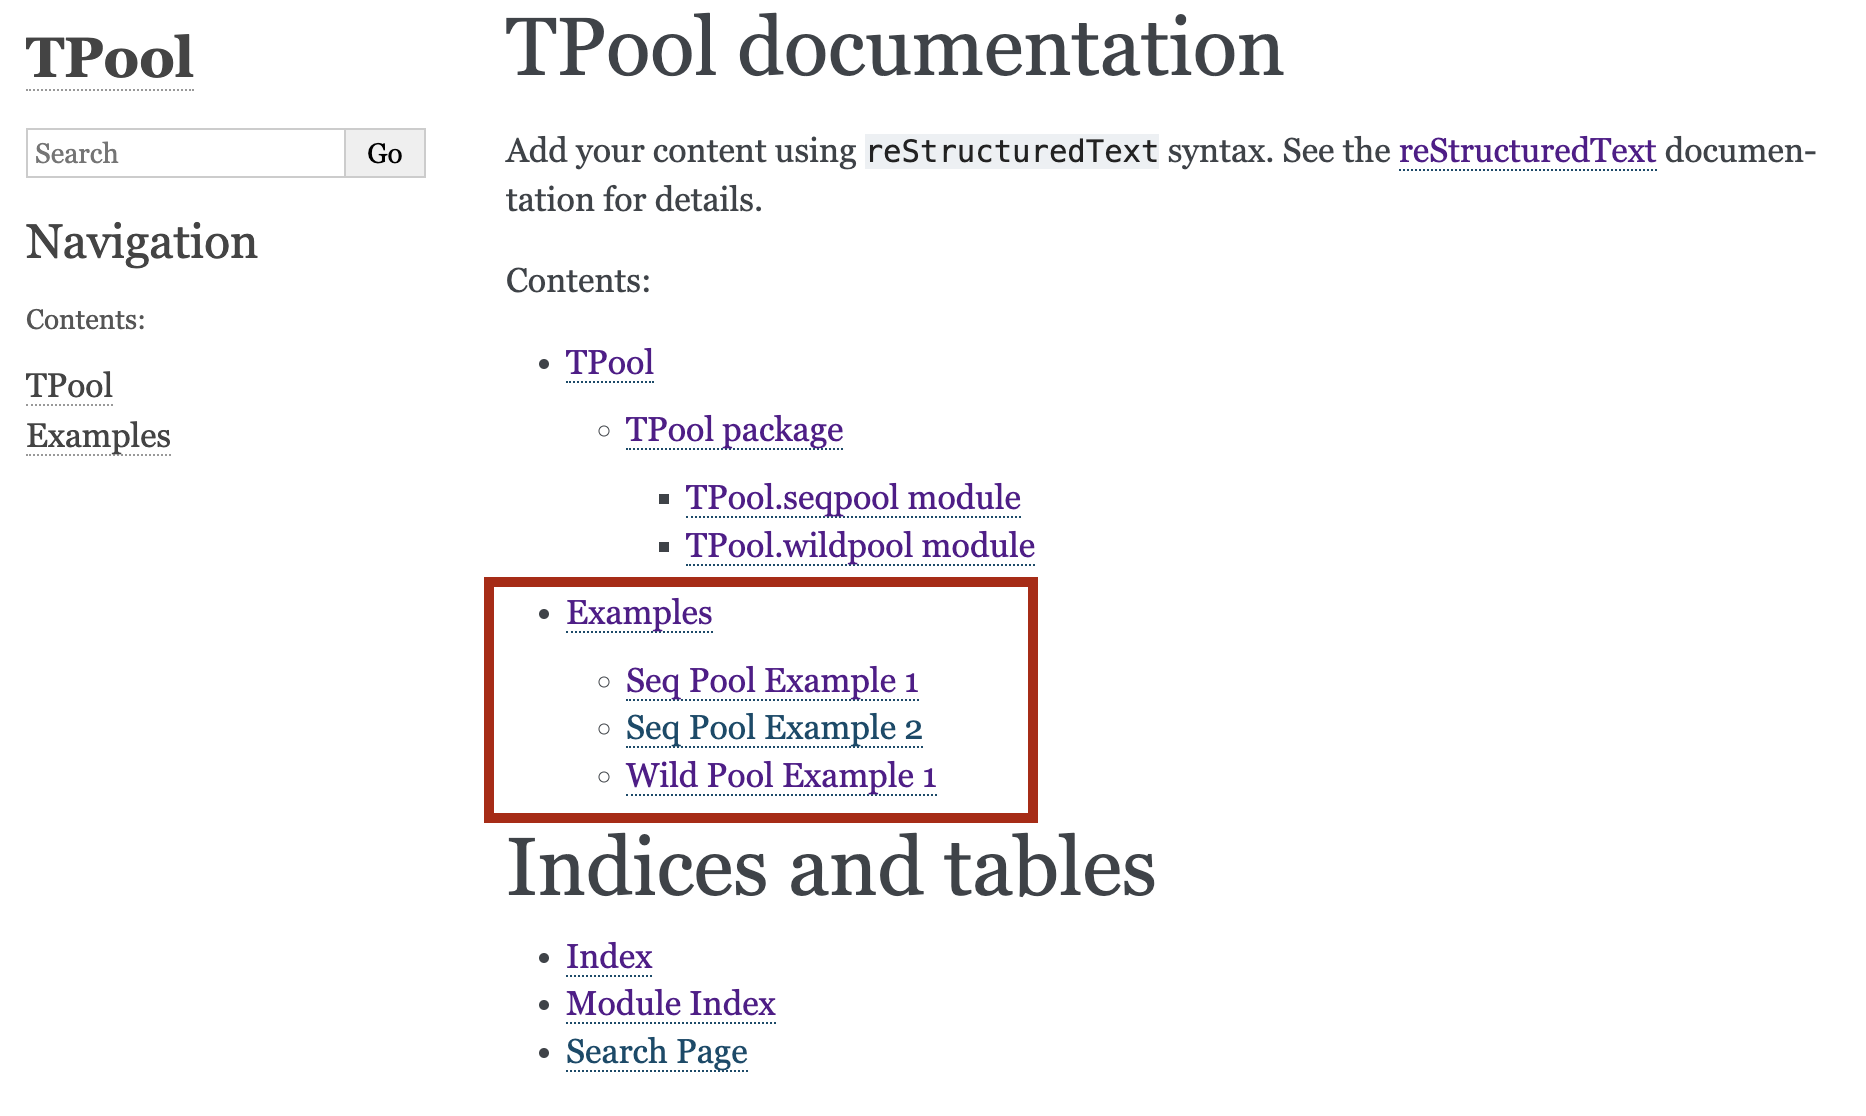 TPool
Search
Go
Navigation
Contents:
TPool
Examples
TPool documentation
Add your content using reStructuredText syntax. See the reStructuredText documen-
tation for details.
Contents:
• TPool
◦ TPool package
▪ TPool.seqpool module
▪ TPool.wildpool module
• Examples
◦ Seq Pool Example 1
◦ Seq Pool Example 2
◦ Wild Pool Example 1
Indices and tables
• Index
• Module Index
• Search Page